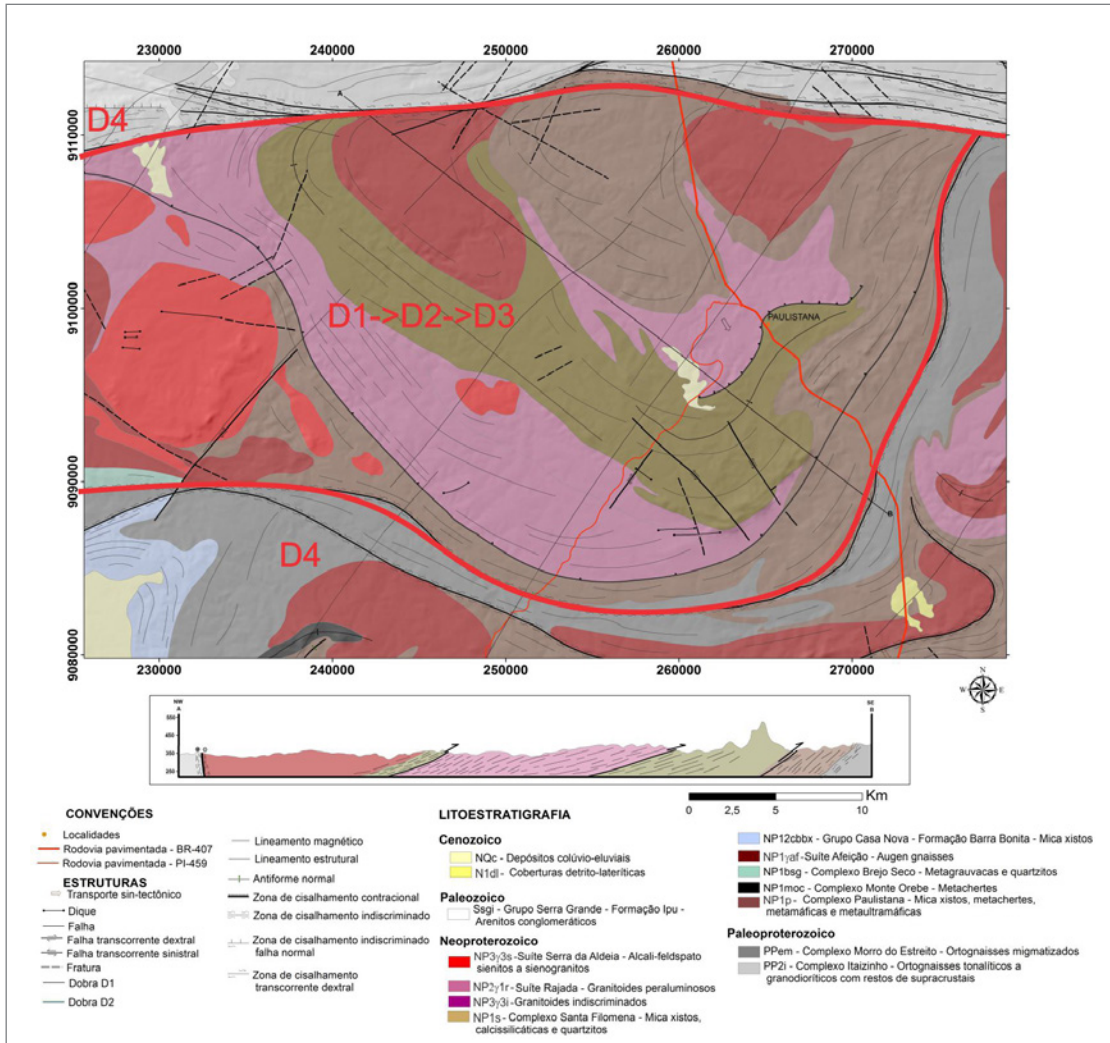 230000 240000 250000 260000 270000
A
D4
9110000
9100000
D1->D2->D3
PAULISTANA
9090000
B
D4
9080000
230000 240000 250000 260000 270000
N
W E
S
NW
A
SE
B
550
450
350
250
Km
0 2,5 5 10
CONVENÇÕES
Localidades
Rodovia pavimentada - BR-407
Rodovia pavimentada - PI-459
ESTRUTURAS
Transporte sin-tectônico
Dique
Falha
Falha transcorrente dextral
Falha transcorrente sinistral
Fratura
Dobra D1
Dobra D2
Lineamento magnético
Lineamento estrutural
Antiforme normal
Zona de cisalhamento contracional
Zona de cisalhamento indiscriminado
Zona de cisalhamento indiscriminado
falha normal
Zona de cisalhamento
transcorrente dextral
LITOESTRATIGRAFIA
Cenozoico
NQc - Depósitos colúvio-eluviais
N1dl - Coberturas detrito-lateríticas
Paleozoico
Ssgi - Grupo Serra Grande - Formação Ipu -
Arenitos conglomeráticos
Neoproterozoico
NP3γ3s -Suíte Serra da Aldeia - Alcali-feldspato
sienitos a sienogranitos
NP2γ1r - Suíte Rajada - Granitoides peraluminosos
NP3γ3i -Granitoides indiscriminados
NP1s - Complexo Santa Filomena - Mica xistos,
calcissilicáticas e quartzitos
NP12cbbx - Grupo Casa Nova - Formação Barra Bonita - Mica xistos
NP1γaf -Suíte Afeição - Augen gnaisses
NP1bsg - Complexo Brejo Seco - Metagrauvacas e quartzitos
NP1moc - Complexo Monte Orebe - Metachertes
NP1p - Complexo Paulistana - Mica xistos, metachertes,
metamáficas e metaultramáficas
Paleoproterozoico
PPem - Complexo Morro do Estreito - Ortognaisses migmatizados
PP2i - Complexo Itaizinho - Ortognaisses tonalíticos a
granodioríticos com restos de supracrustais